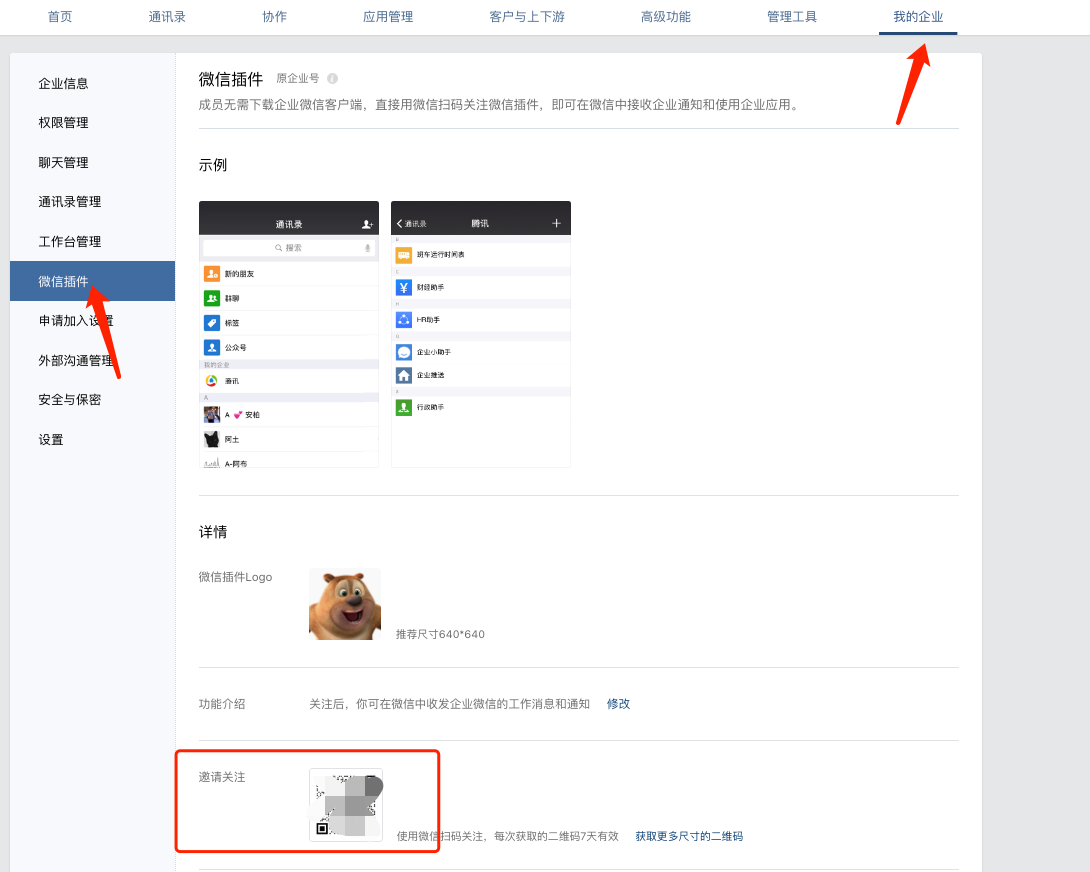 首页 通讯录 协作 应用管理 客户与上下游 高级功能 管理工具 我的企业
企业信息
权限管理
聊天管理
通讯录管理
工作台管理
微信插件
申请加入设置
外部沟通管理
安全与保密
设置
微信插件 原企业号
成员无需下载企业微信客户端，直接用微信扫码关注微信插件，即可在微信中接收企业通知和使用企业应用。
示例
通讯录
搜索
新的朋友
群聊
标签
公众号
我的企业
腾讯
A
A 💕 安柏
阿土
A-阿布
通讯录 腾讯 +
B
班车运行时间表
C
财经助手
H
HR助手
企业小助手
企业推送
行政助手
详情
微信插件Logo
推荐尺寸640*640
功能介绍 关注后，你可在微信中收发企业微信的工作消息和通知 修改
邀请关注
使用微信扫码关注，每次获取的二维码7天有效 获取更多尺寸的二维码